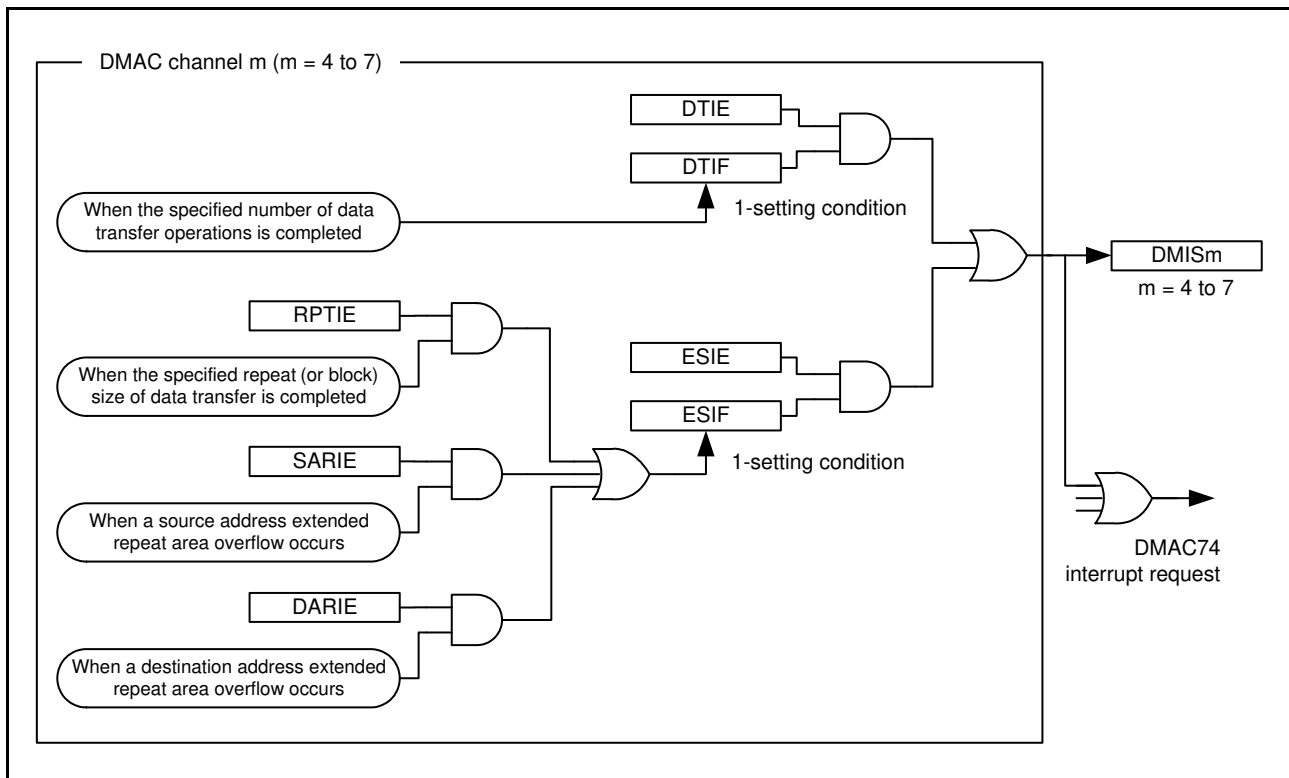 DMAC channel m (m = 4 to 7)
DTIE
DTIF
1-setting condition
When the specified number of data
transfer operations is completed
DMISm
m = 4 to 7
RPTIE
When the specified repeat (or block)
size of data transfer is completed
ESIE
ESIF
1-setting condition
SARIE
When a source address extended
repeat area overflow occurs
DMAC74
interrupt request
DARIE
When a destination address extended
repeat area overflow occurs